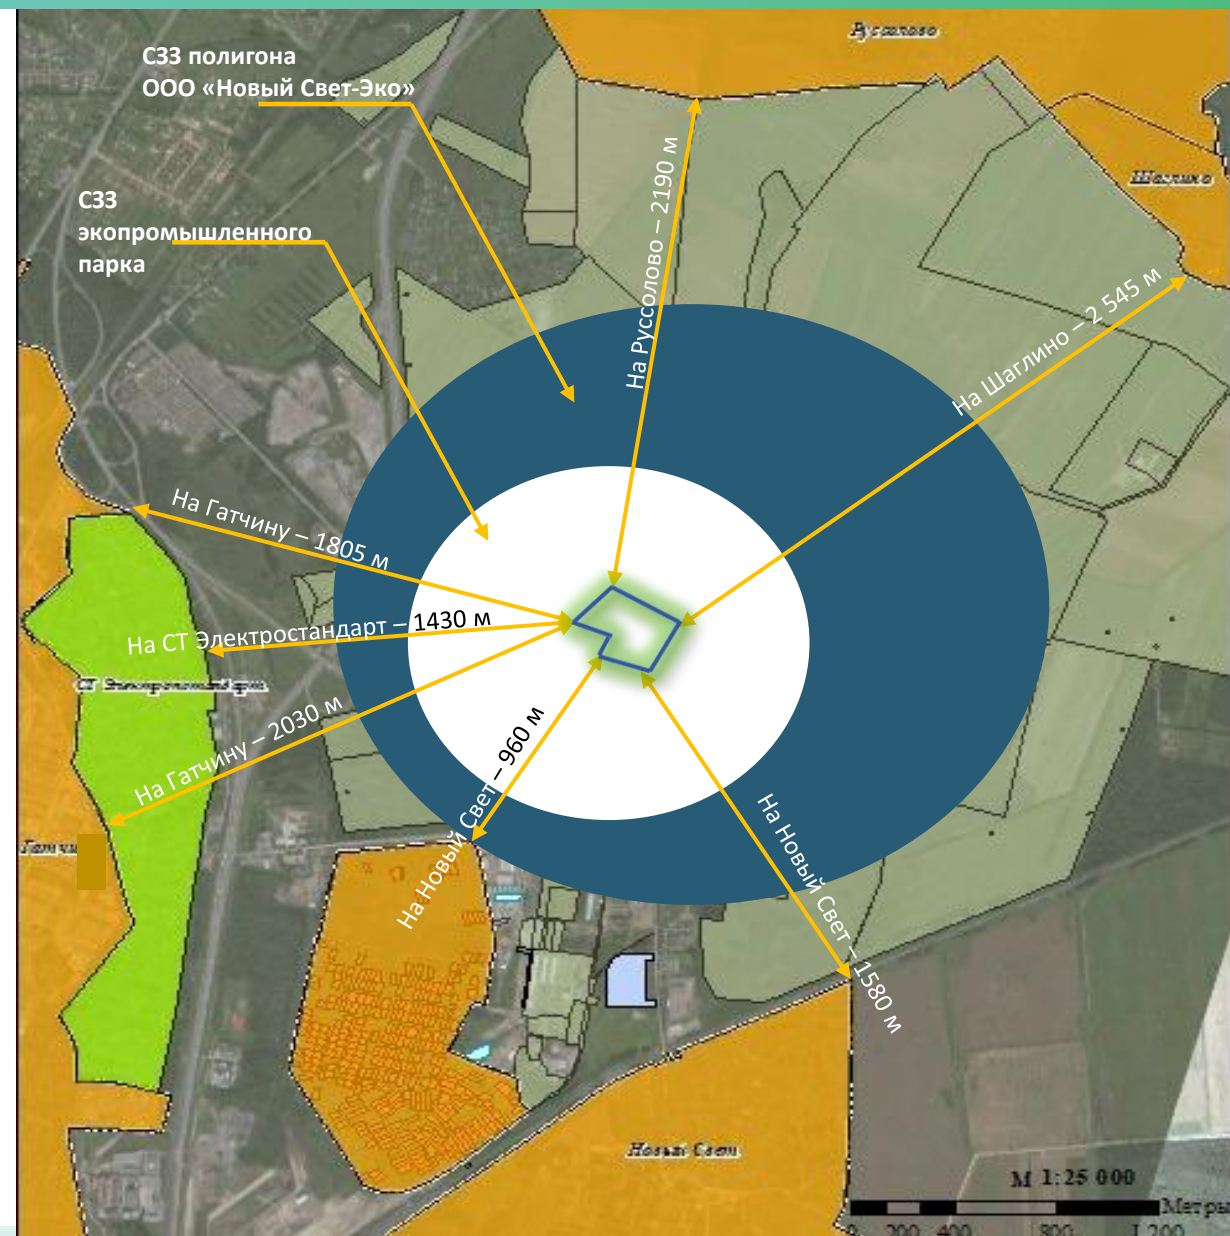 Руссолово
СЗЗ полигона
ООО «Новый Свет-Эко»
Шаглино
СЗЗ
экопромышленного
парка
На Руссолово – 2190 м
На Шаглино – 2 545 м
На Гатчину – 1805 м
На СТ Электростандарт – 1430 м
На Гатчину – 2030 м
На Новый Свет – 960 м
На Новый Свет – 1580 м
Новый Свет
М 1:25 000
Метры
0 200 400 800 1 200